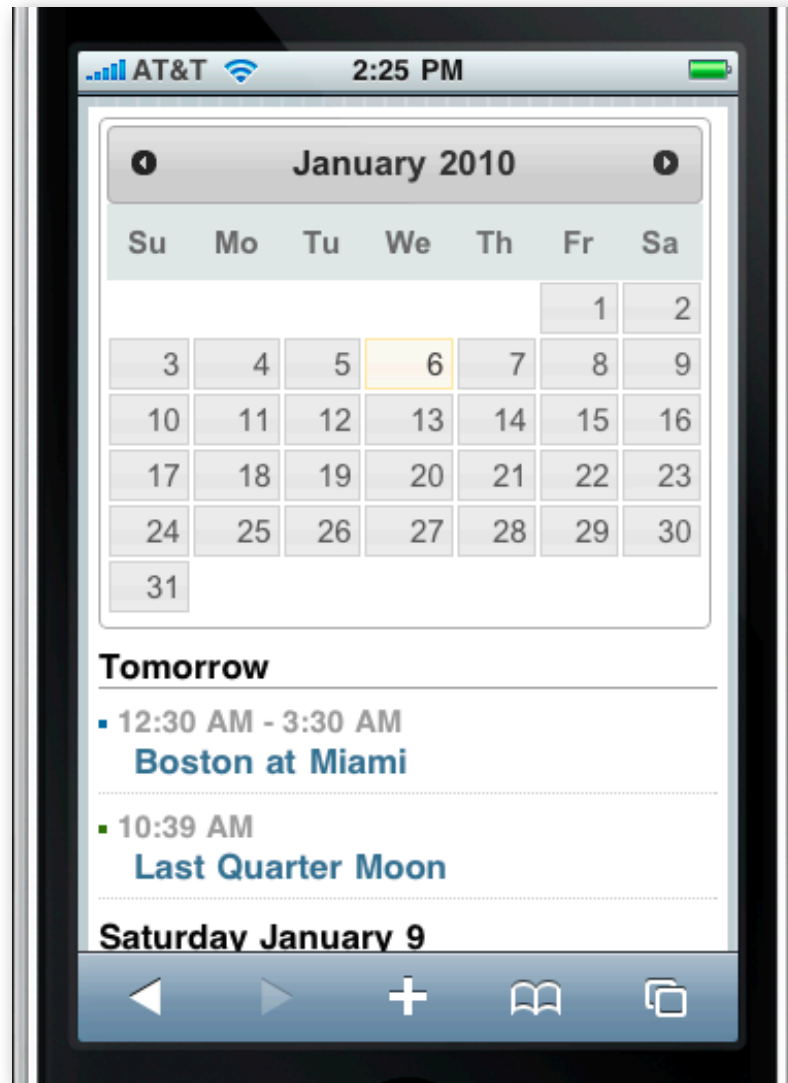 AT&T 2:25 PM
January 2010
Su Mo Tu We Th Fr Sa
1 2
3 4 5 6 7 8 9
10 11 12 13 14 15 16
17 18 19 20 21 22 23
24 25 26 27 28 29 30
31
Tomorrow
12:30 AM - 3:30 AM
Boston at Miami
10:39 AM
Last Quarter Moon
Saturday January 9